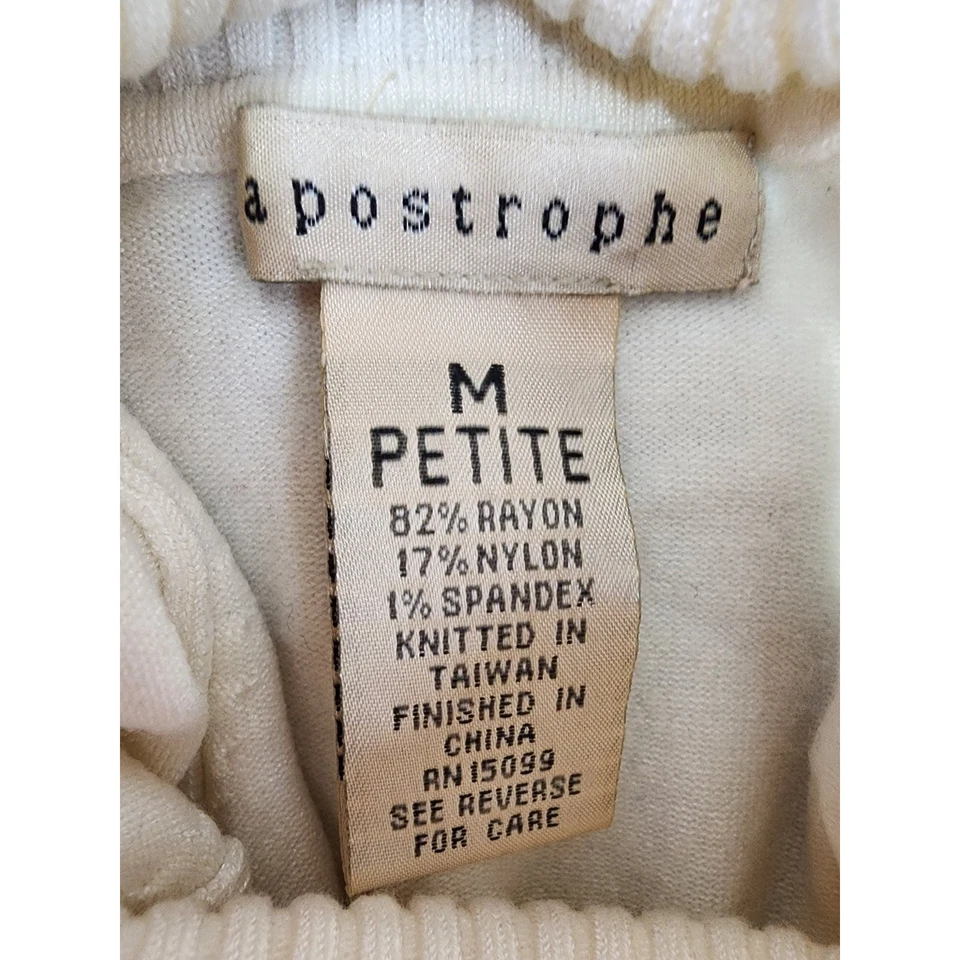 apostrophe
M
PETITE
82% RAYON
17% NYLON
1% SPANDEX
KNITTED IN
TAIWAN
FINISHED IN
CHINA
RN 15099
SEE REVERSE
FOR CARE